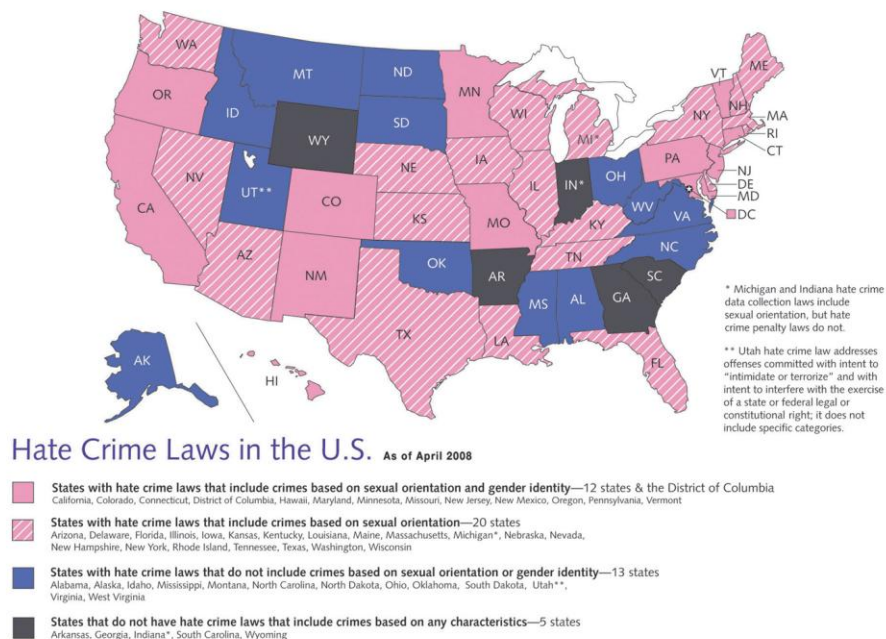 WA
MT
ND
MN
VT
ME
OR
ID
SD
WI
MI*
NY
NH
MA
RI
CT
WY
IA
NE
PA
NJ
DE
MD
DC
NV
UT**
CO
KS
MO
IL
IN*
OH
WV
VA
KY
CA
AZ
NM
OK
AR
TN
NC
SC
MS
AL
GA
TX
LA
FL
AK
HI
* Michigan and Indiana hate crime
data collection laws include
sexual orientation, but hate
crime penalty laws do not.
** Utah hate crime law addresses
offenses committed with intent to
“intimidate or terrorize” and with
intent to interfere with the exercise
of a state or federal legal or
constitutional right; it does not
include specific categories.
Hate Crime Laws in the U.S. As of April 2008
States with hate crime laws that include crimes based on sexual orientation and gender identity—12 states & the District of Columbia
California, Colorado, Connecticut, District of Columbia, Hawaii, Maryland, Minnesota, Missouri, New Jersey, New Mexico, Oregon, Pennsylvania, Vermont
States with hate crime laws that include crimes based on sexual orientation—20 states
Arizona, Delaware, Florida, Illinois, Iowa, Kansas, Kentucky, Louisiana, Maine, Massachusetts, Michigan*, Nebraska, Nevada,
New Hampshire, New York, Rhode Island, Tennessee, Texas, Washington, Wisconsin
States with hate crime laws that do not include crimes based on sexual orientation or gender identity—13 states
Alabama, Alaska, Idaho, Mississippi, Montana, North Carolina, North Dakota, Ohio, Oklahoma, South Dakota, Utah**,
Virginia, West Virginia
States that do not have hate crime laws that include crimes based on any characteristics—5 states
Arkansas, Georgia, Indiana*, South Carolina, Wyoming